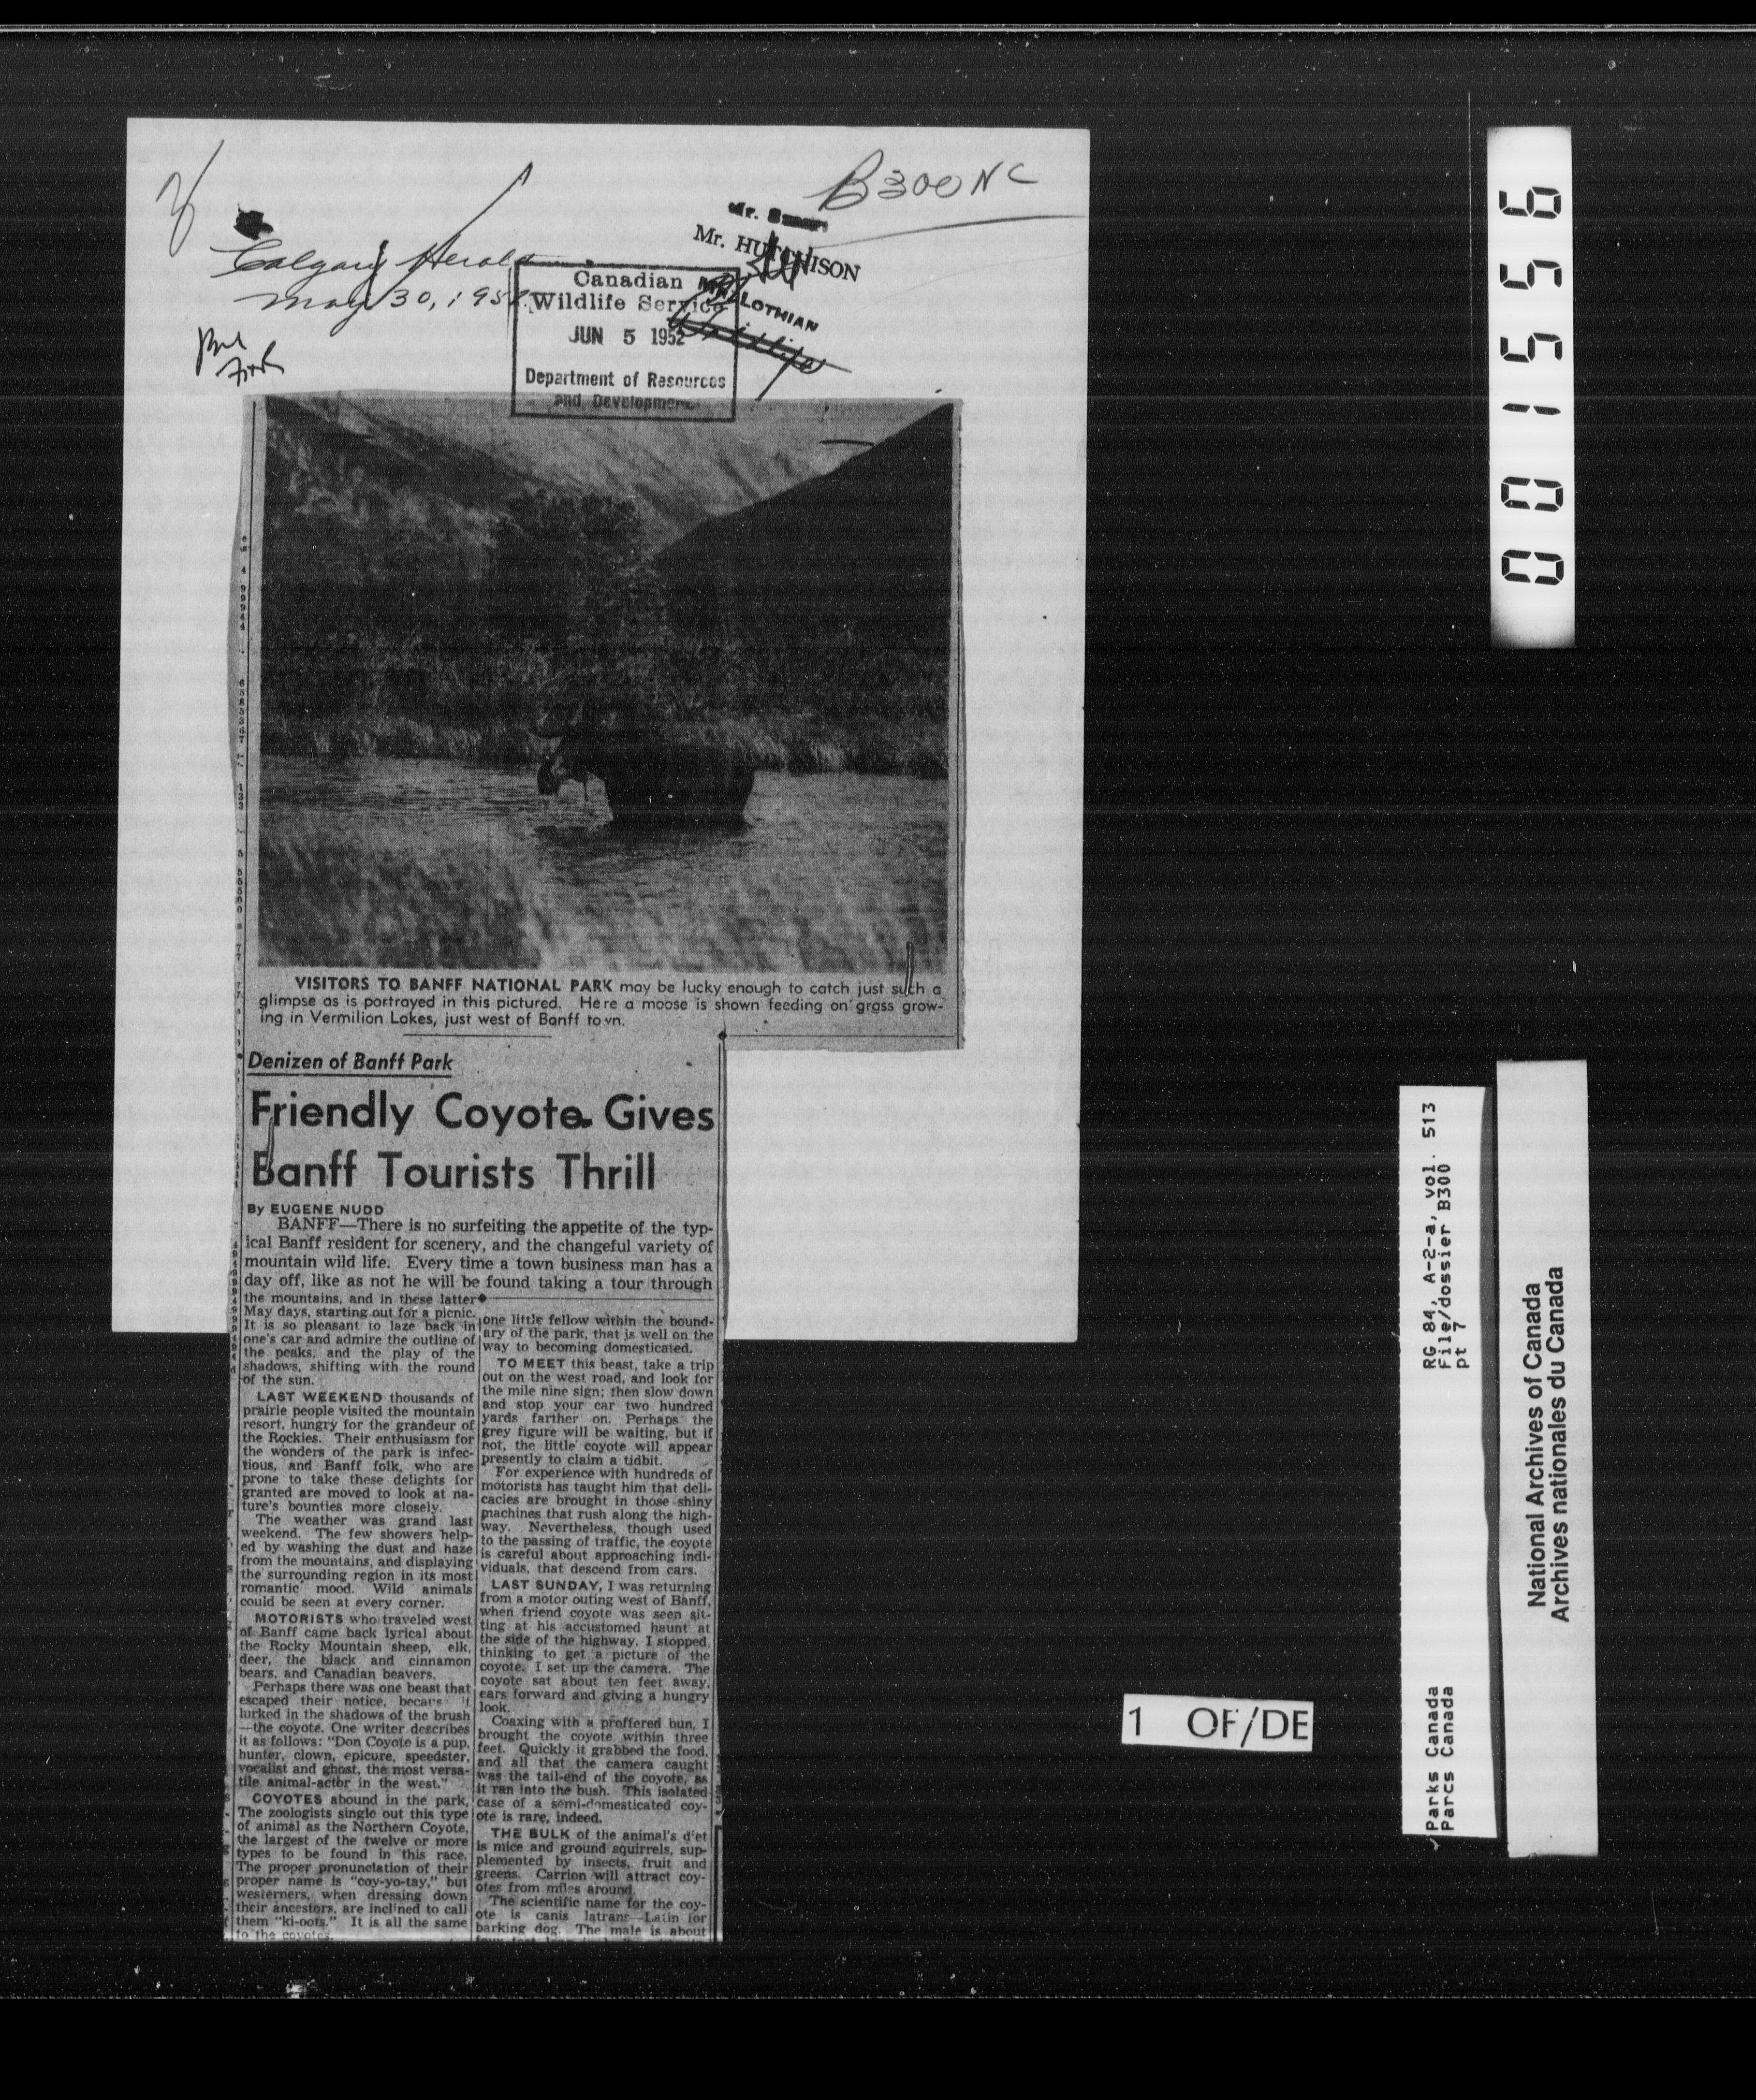 B300 NC
Calgary Herald
May 30, 1952
Mr. HUTCHISON
MR. LOTHIAN
Wildlife
Canadian
Wildlife Service
JUN 5 1952
Department of Resources
and Development
VISITORS TO BANFF NATIONAL PARK may be lucky enough to catch just such a
glimpse as is portrayed in this pictured. Here a moose is shown feeding on grass grow-
ing in Vermilion Lakes, just west of Banff town.
Denizen of Banff Park
Friendly Coyote Gives
Banff Tourists Thrill
By EUGENE NUDD
BANFF—There is no surfeiting the appetite of the typ-
ical Banff resident for scenery, and the changeful variety of
mountain wild life. Every time a town business man has a
day off, like as not he will be found taking a tour through
the mountains, and in these latter
May days, starting out for a picnic.
It is so pleasant to laze back in
one's car and admire the outline of
the peaks, and the play of the
shadows, shifting with the round
of the sun.
LAST WEEKEND thousands of
prairie people visited the mountain
resort, hungry for the grandeur of
the Rockies. Their enthusiasm for
the wonders of the park is infec-
tious, and Banff folk, who are
prone to take these delights for
granted are moved to look at na-
ture's bounties more closely.
The weather was grand last
weekend. The few showers help-
ed by washing the dust and haze
from the mountains, and displaying
the surrounding region in its most
romantic mood. Wild animals
could be seen at every corner.
MOTORISTS who traveled west
of Banff came back lyrical about
the Rocky Mountain sheep, elk,
deer, the black and cinnamon
bears, and Canadian beavers.
Perhaps there was one beast that
escaped their notice, because it
lurked in the shadows of the brush
—the coyote. One writer describes
it as follows: "Don Coyote is a pup,
hunter, clown, epicure, speedster,
vocalist and ghost, the most versa-
tile animal-actor in the west."
COYOTES abound in the park,
The zoologists single out this type
of animal as the Northern Coyote,
the largest of the twelve or more
types to be found in this race.
The proper pronunciation of their
proper name is "coy-yo-tay," but
westerners, when dressing down
their ancestors, are inclined to call
them "ki-oots." It is all the same
to the coyotes.
one little fellow within the bound-
ary of the park, that is well on the
way to becoming domesticated.
TO MEET this beast, take a trip
out on the west road, and look for
the mile nine sign; then slow down
and stop your car two hundred
yards farther on. Perhaps the
grey figure will be waiting, but if
not, the little coyote will appear
presently to claim a tidbit.
For experience with hundreds of
motorists has taught him that deli-
cacies are brought in those shiny
machines that rush along the high-
way. Nevertheless, though used
to the passing of traffic, the coyote
is careful about approaching indi-
viduals, that descend from cars.
LAST SUNDAY, I was returning
from a motor outing west of Banff,
when friend coyote was seen sit-
ting at his accustomed haunt at
the side of the highway. I stopped,
thinking to get a picture of the
coyote. I set up the camera. The
coyote sat about ten feet away,
ears forward and giving a hungry
look.
Coaxing with a proffered bun, I
brought the coyote within three
feet. Quickly it grabbed the food,
and all that the camera caught
was the tail-end of the coyote, as
it ran into the bush. This isolated
case of a semi-domesticated coy-
ote is rare, indeed.
THE BULK of the animal's diet
is mice and ground squirrels, sup-
plemented by insects, fruit and
greens. Carrion will attract coy-
otes from miles around.
The scientific name for the coy-
ote is canis latrans—Latin for
barking dog. The male is about
001556
RG 84, A-2-a, vol. 513
File/dossier B300
pt 7
Parks Canada
Parcs Canada
National Archives of Canada
Archives nationales du Canada
1 OF/DE